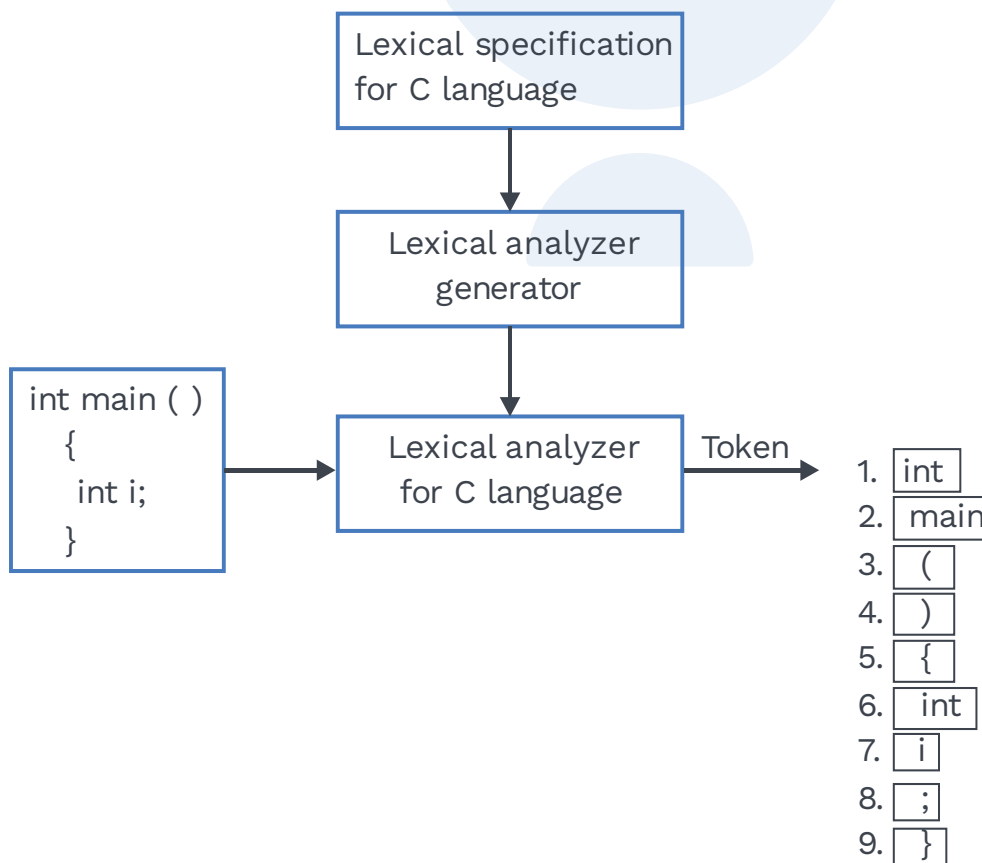 Lexical specification
for C language
Lexical analyzer
generator
int main ( )
{
int i;
}
Lexical analyzer
for C language
Token
1. int
2. main
3. (
4. )
5. {
6. int
7. i
8. ;
9. }